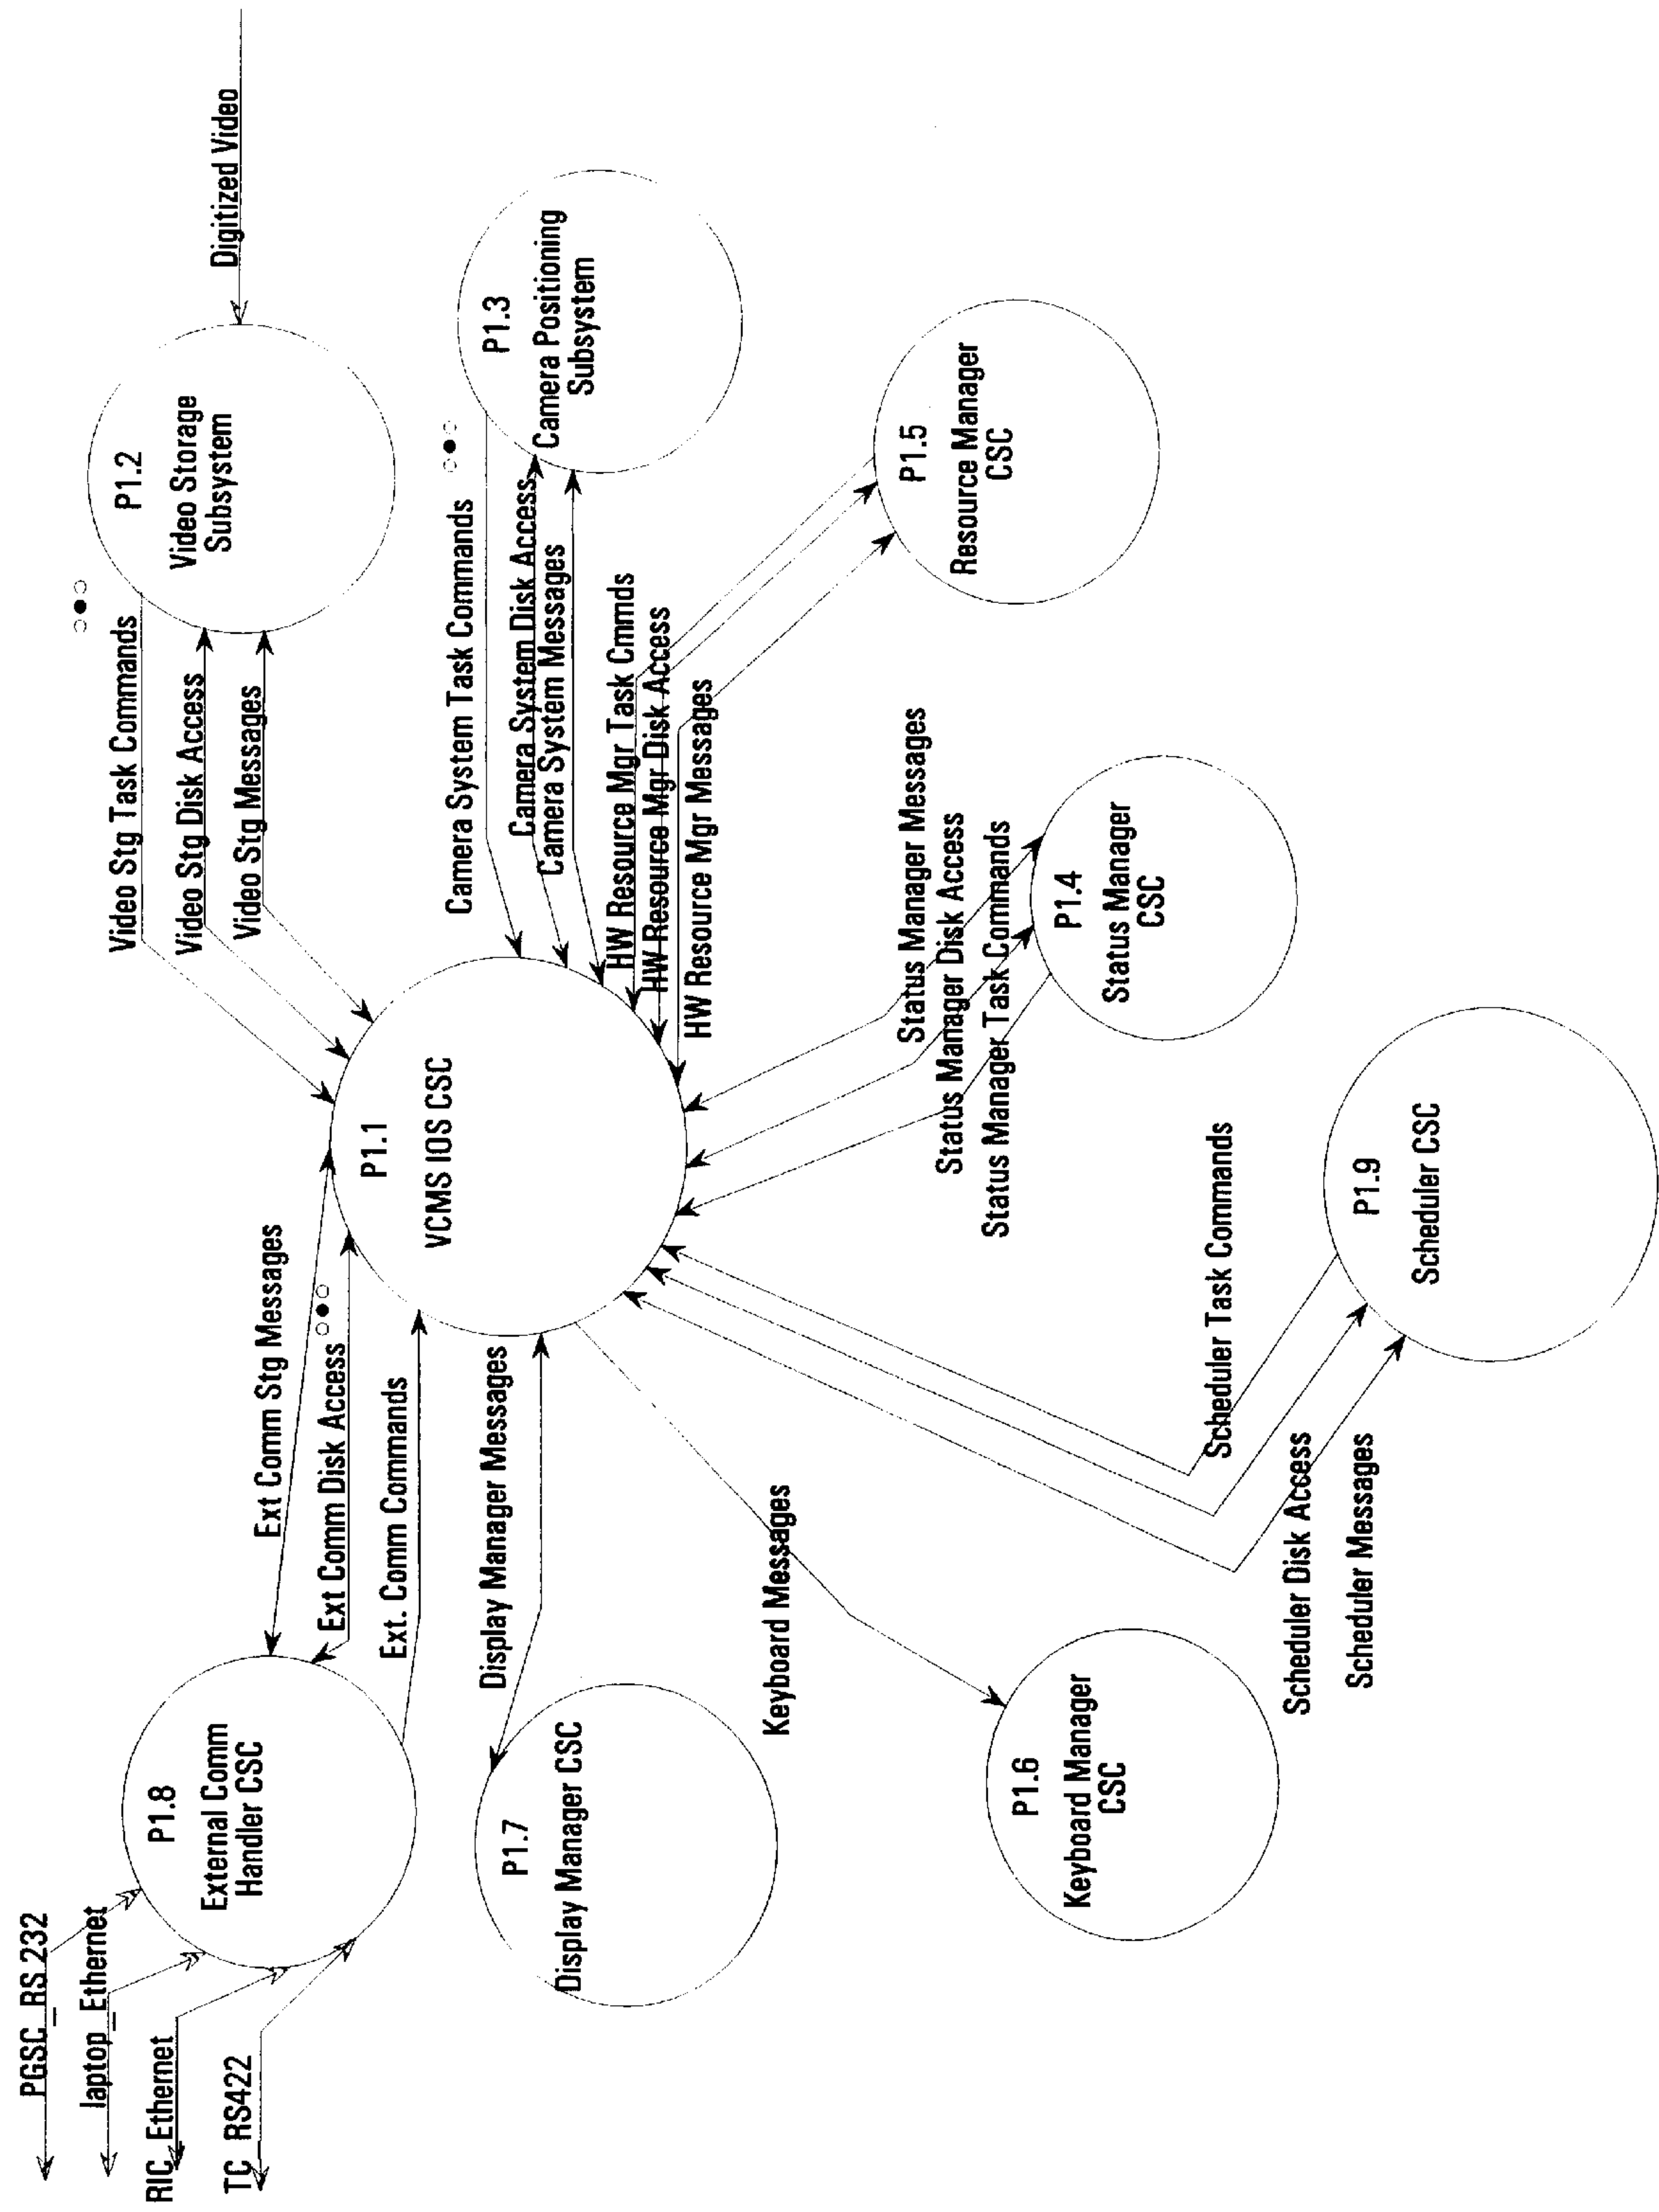 PGSC_RS 232
laptop_Ethernet
RIC_Ethernet
TC_RS422
P1.8
External Comm
Handler CSC
Ext Comm Stg Messages
Ext Comm Disk Access
Ext. Comm Commands
P1.7
Display Manager CSC
Display Manager Messages
P1.6
Keyboard Manager
CSC
Keyboard Messages
P1.1
VCMS IOS CSC
Video Stg Task Commands
Video Stg Disk Access
Video Stg Messages
P1.2
Video Storage
Subsystem
Digitized Video
Camera System Task Commands
Camera System Disk Access
Camera System Messages
P1.3
Camera Positioning
Subsystem
HW Resource Mgr Task Cmmds
HW Resource Mgr Disk Access
HW Resource Mgr Messages
P1.5
Resource Manager
CSC
Status Manager Messages
Status Manager Disk Access
Status Manager Task Commands
P1.4
Status Manager
CSC
Scheduler Task Commands
Scheduler Disk Access
Scheduler Messages
P1.9
Scheduler CSC